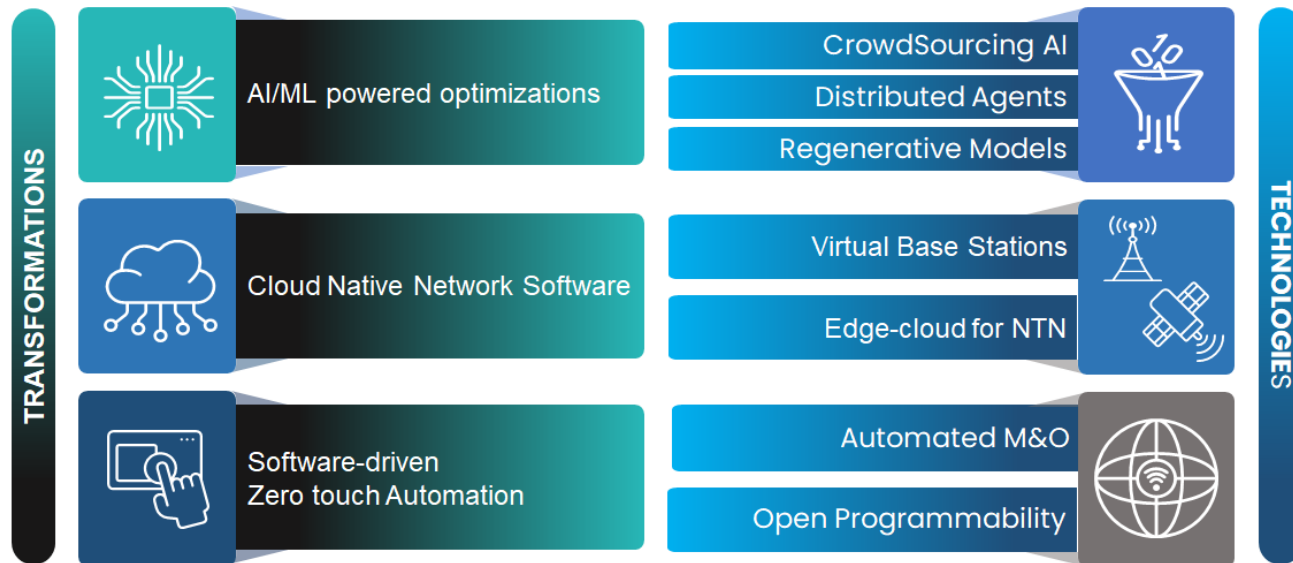 TRANSFORMATIONS
AI/ML powered optimizations
Cloud Native Network Software
Software-driven
Zero touch Automation
CrowdSourcing AI
Distributed Agents
Regenerative Models
Virtual Base Stations
Edge-cloud for NTN
Automated M&O
Open Programmability
TECHNOLOGIES